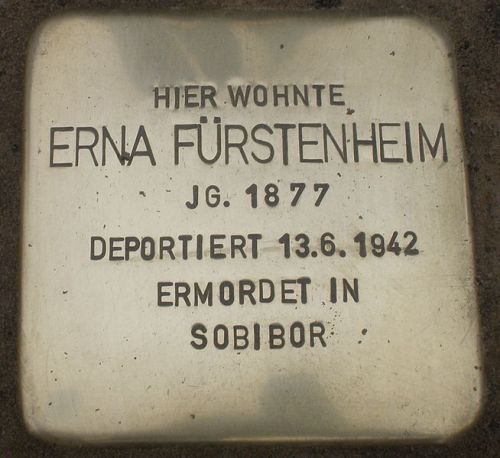 HIER WOHNTE
ERNA FÜRSTENHEIM
JG. 1877
DEPORTIERT 13.6.1942
ERMORDET IN
SOBIBOR